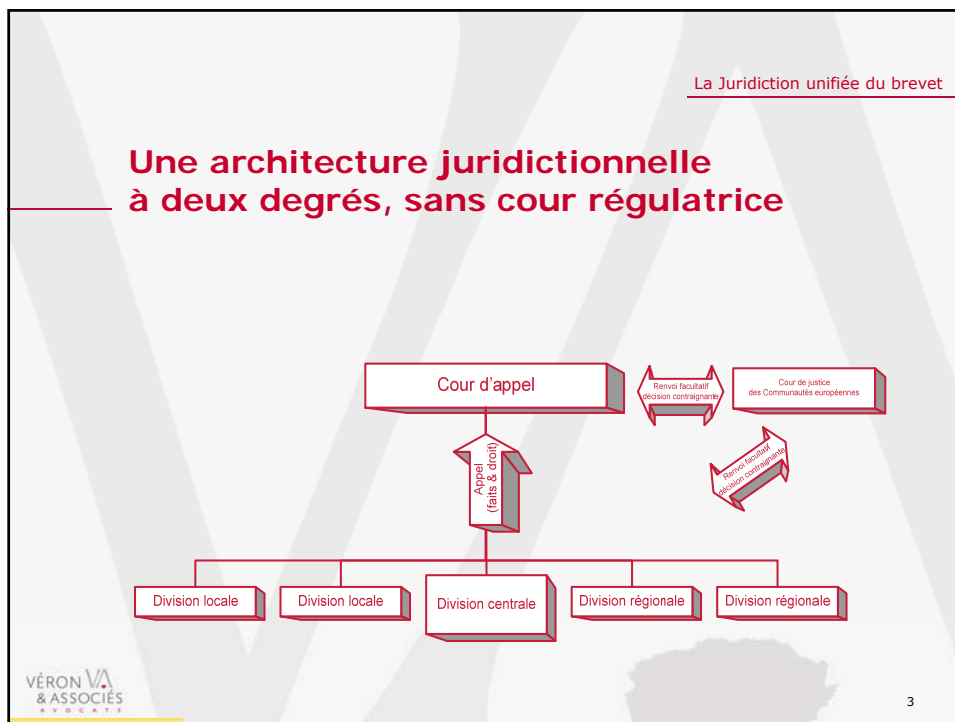 La Juridiction unifiée du brevet
Une architecture juridictionnelle
à deux degrés, sans cour régulatrice
Cour d'appel
Renvoi facultatif
décision contraignante
Cour de justice
des Communautés européennes
Renvoi facultatif
décision contraignante
Appel
(faits & droit)
Division locale
Division locale
Division centrale
Division régionale
Division régionale
VÉRON VA
& ASSOCIÉS
AVOCATS
3